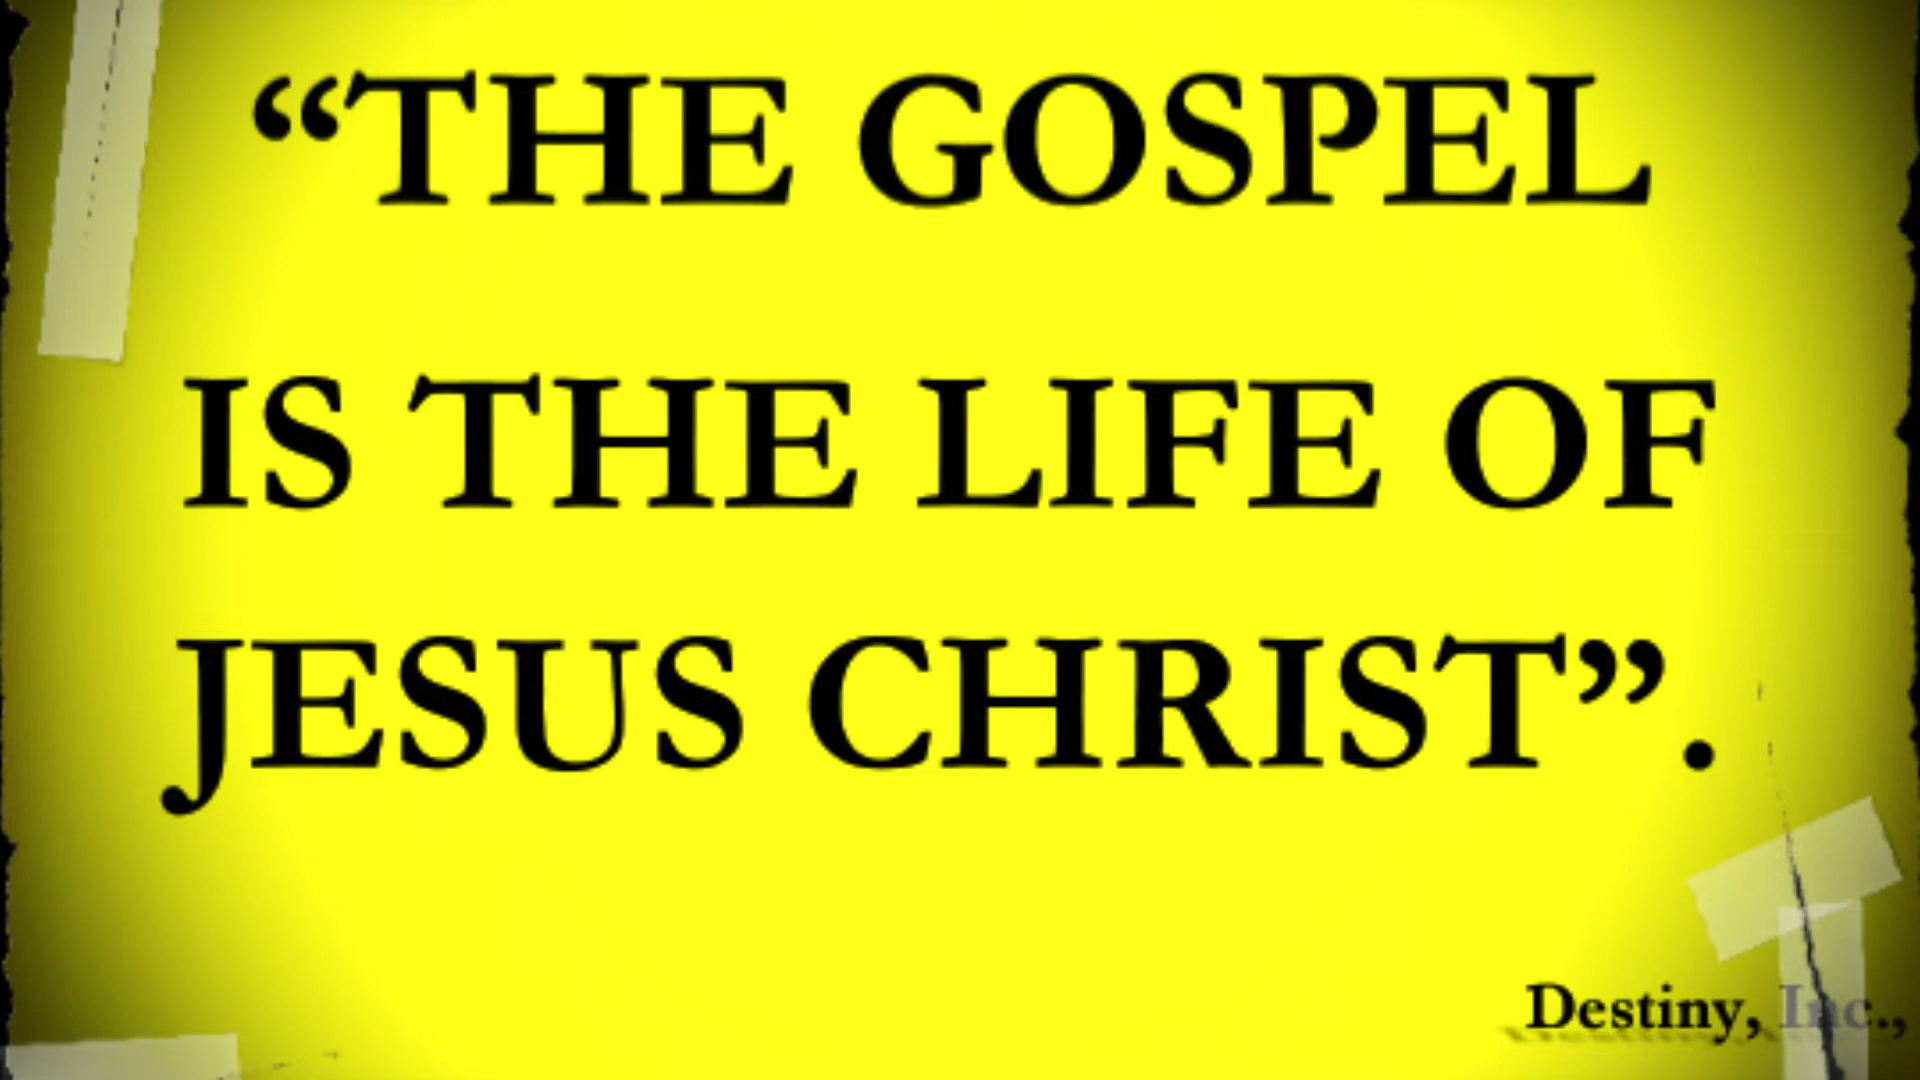 “THE GOSPEL
IS THE LIFE OF
JESUS CHRIST”.
Destiny, Inc.,